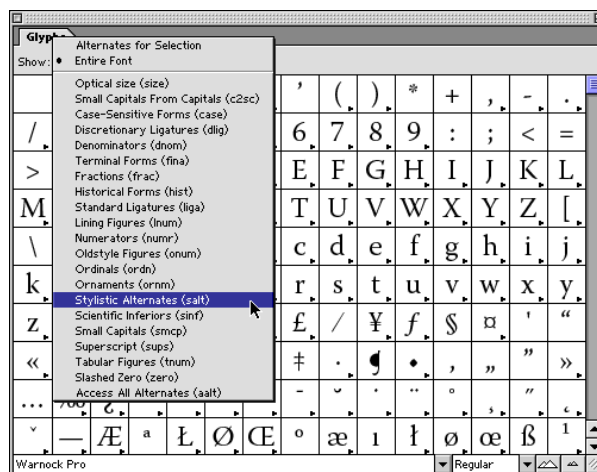 Glyphs
Show:
Alternates for Selection
• Entire Font
Optical size (size)
Small Capitals From Capitals (c2sc)
Case-Sensitive Forms (case)
Discretionary Ligatures (dlig)
Denominators (dnom)
Terminal Forms (fina)
Fractions (frac)
Historical Forms (hist)
Standard Ligatures (liga)
Lining Figures (lnum)
Numerators (numr)
Oldstyle Figures (onum)
Ordinals (ordn)
Ornaments (ornm)
Stylistic Alternates (salt)
Scientific Inferiors (sinf)
Small Capitals (smcp)
Superscript (sups)
Tabular Figures (tnum)
Slashed Zero (zero)
Access All Alternates (aalt)
' ( ) * + , - .
/ 6 7 8 9 : ; < =
> E F G H I J K L
M T U V W X Y Z [
\ c d e f g h i j
k r s t u v w x y
z £ ⁄ ¥ ƒ § ¤ ' “
« ‡ · ¶ • ‚ „ ” »
… ‰ ¿
ˇ — Æ ª Ł Ø Œ º æ ı ł ø œ ß ¹
Warnock Pro
Regular